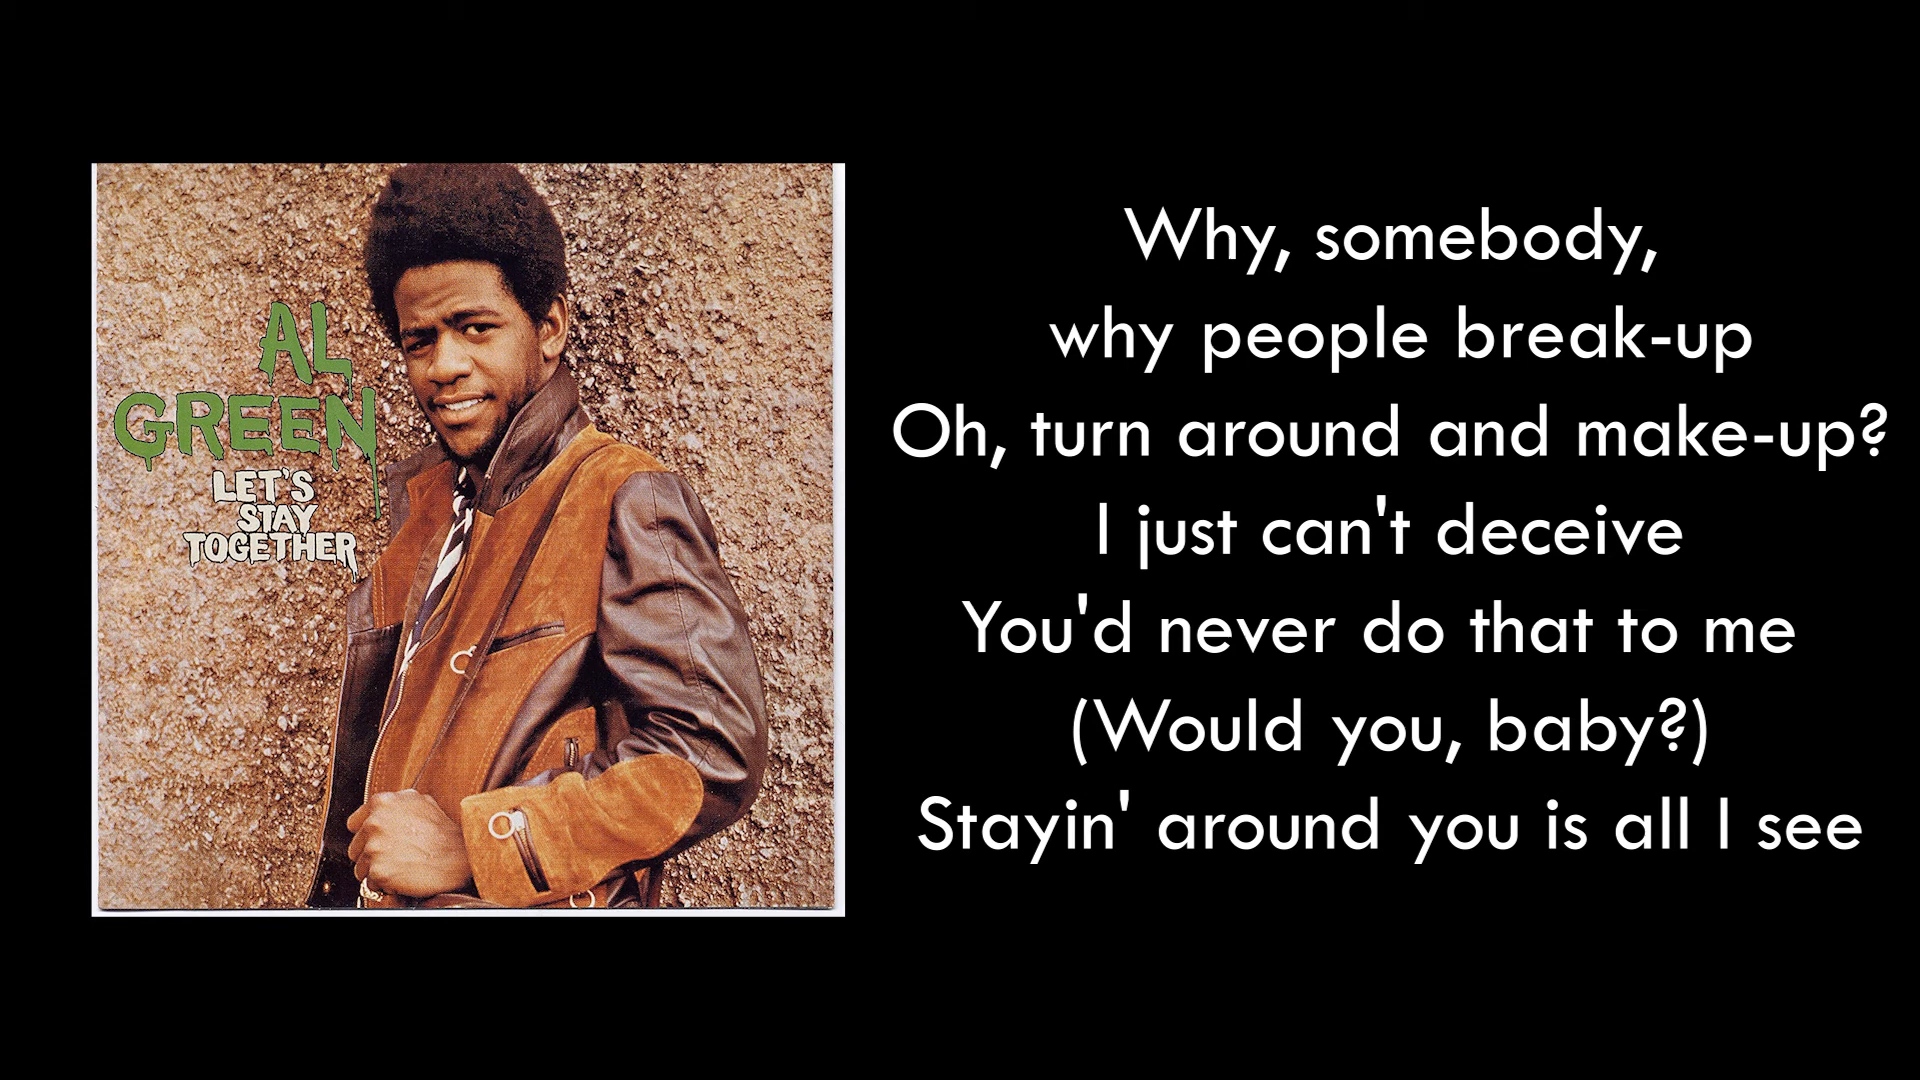 AL
GREEN
LET'S
STAY
TOGETHER
Why, somebody,
why people break-up
Oh, turn around and make-up?
I just can't deceive
You'd never do that to me
(Would you, baby?)
Stayin' around you is all I see